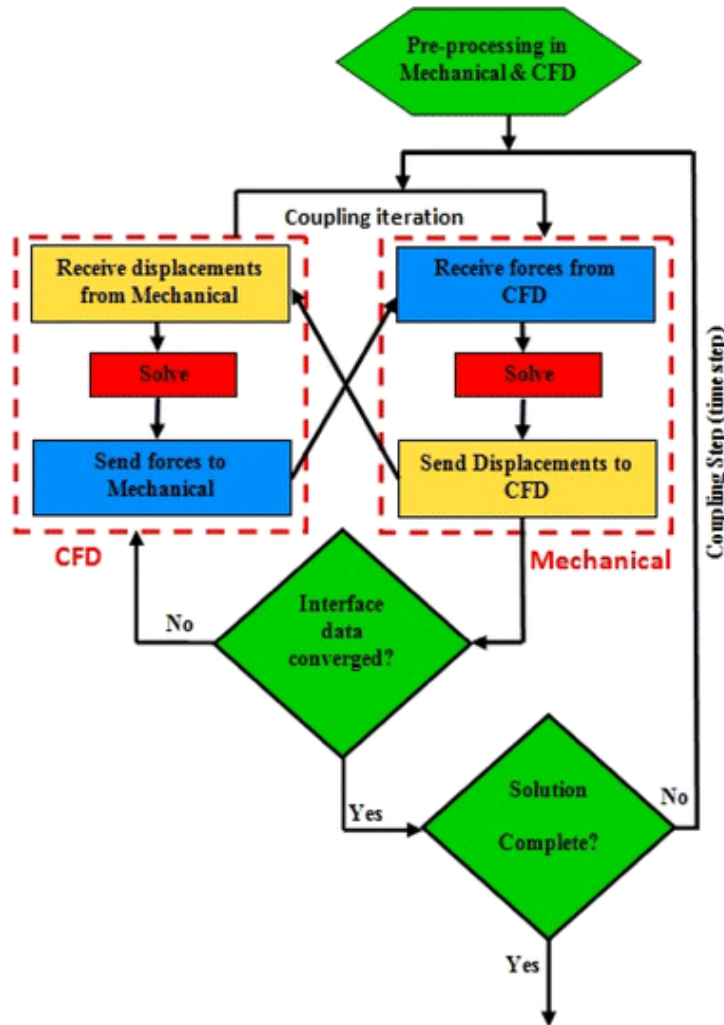 Pre-processing in
Mechanical & CFD
Coupling iteration
Receive displacements
from Mechanical
Solve
Send forces to
Mechanical
CFD
Receive forces from
CFD
Solve
Send Displacements to
CFD
Mechanical
Coupling Step (time step)
Interface
data
converged?
No
Yes
Solution
Complete?
No
Yes